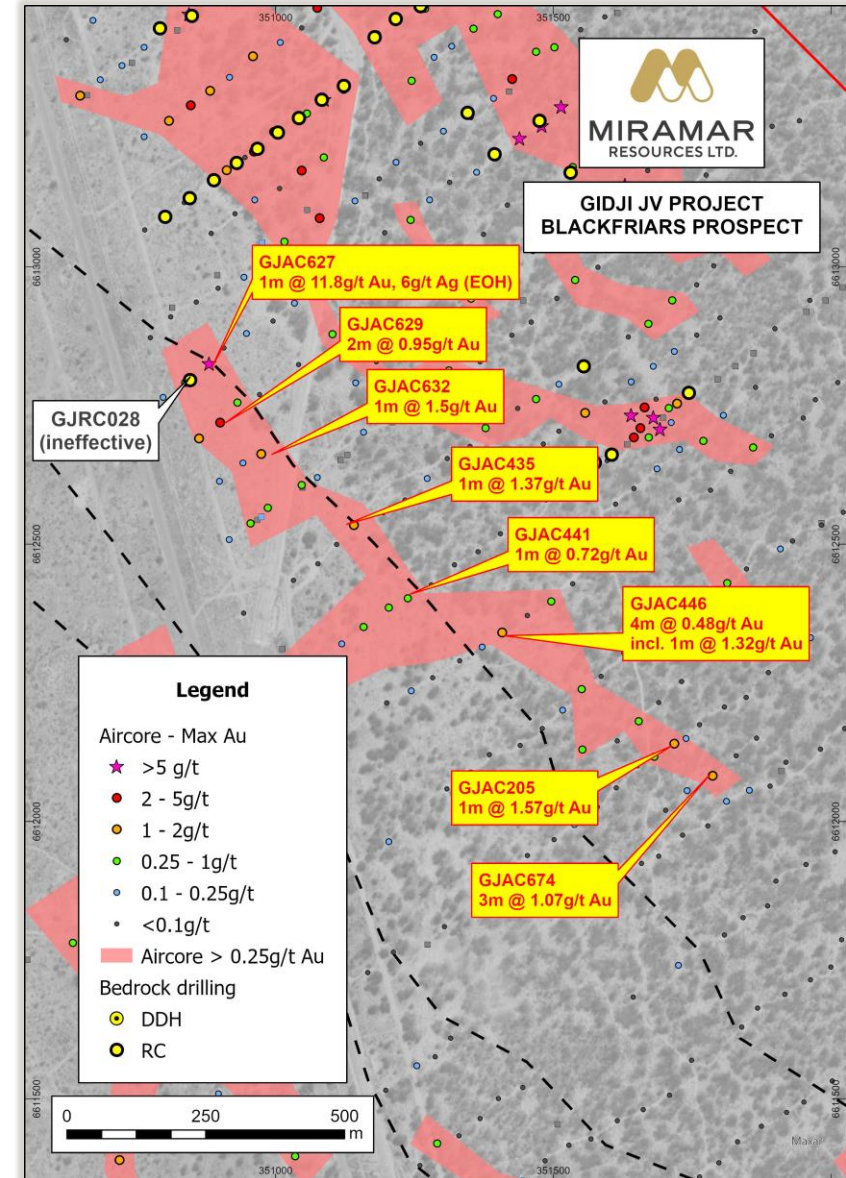 351000
351500
MIRAMAR
RESOURCES LTD.
GIDJI JV PROJECT
BLACKFRIARS PROSPECT
6613000
6613000
GJAC627
1m @ 11.8g/t Au, 6g/t Ag (EOH)
GJAC629
2m @ 0.95g/t Au
GJAC632
1m @ 1.5g/t Au
GJRC028
(ineffective)
GJAC435
1m @ 1.37g/t Au
6612500
6612500
GJAC441
1m @ 0.72g/t Au
GJAC446
4m @ 0.48g/t Au
incl. 1m @ 1.32g/t Au
GJAC205
1m @ 1.57g/t Au
6612000
6612000
GJAC674
3m @ 1.07g/t Au
Legend
Aircore - Max Au
>5 g/t
2 - 5g/t
1 - 2g/t
0.25 - 1g/t
0.1 - 0.25g/t
<0.1g/t
Aircore > 0.25g/t Au
Bedrock drilling
DDH
RC
6611500
6611500
0 250 500
m
Maxar
351000
351500